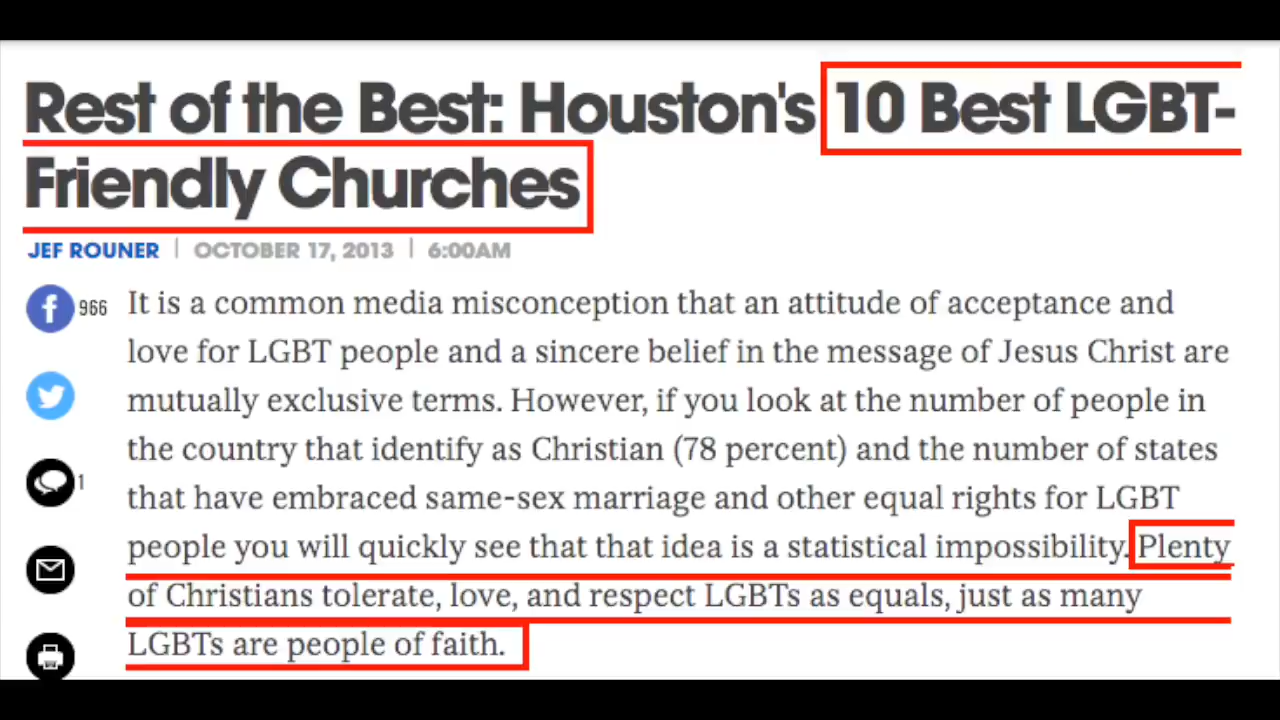 Rest of the Best: Houston's 10 Best LGBT-
Friendly Churches
JEF ROUNER | OCTOBER 17, 2013 | 6:00AM
966
It is a common media misconception that an attitude of acceptance and
love for LGBT people and a sincere belief in the message of Jesus Christ are
mutually exclusive terms. However, if you look at the number of people in
the country that identify as Christian (78 percent) and the number of states
1
that have embraced same-sex marriage and other equal rights for LGBT
people you will quickly see that that idea is a statistical impossibility. Plenty
of Christians tolerate, love, and respect LGBTs as equals, just as many
LGBTs are people of faith.